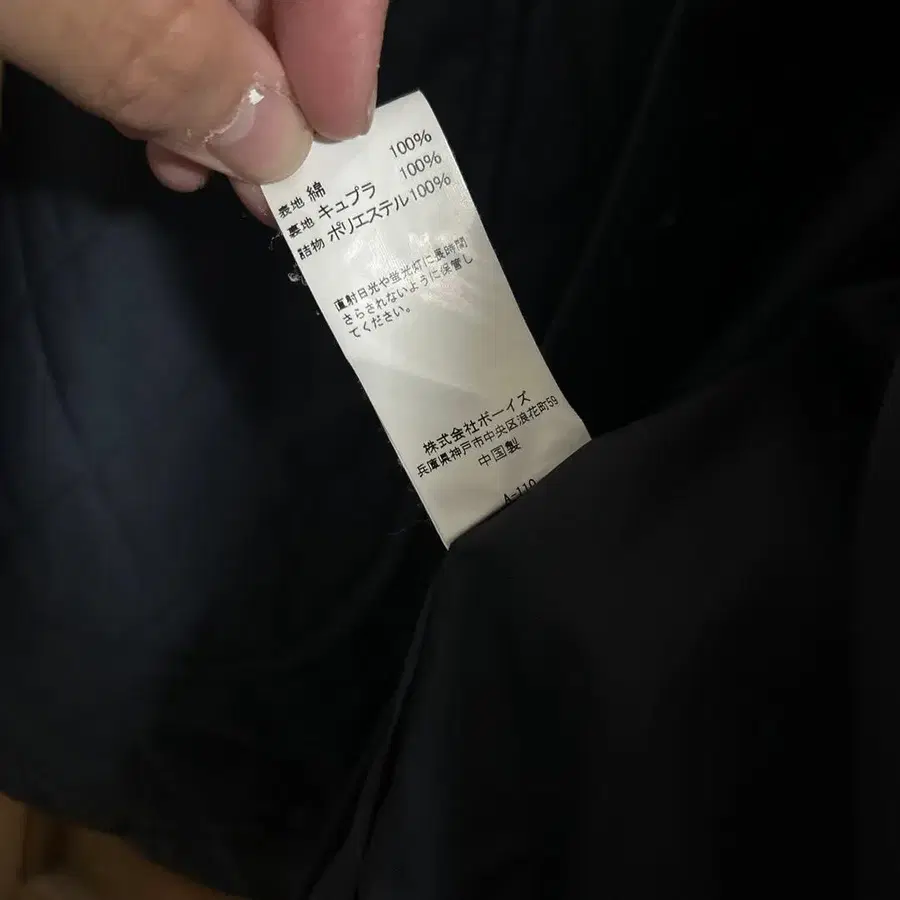 表地 綿 100%
裏地 キュプラ 100%
詰物 ポリエステル 100%
直射日光や蛍光灯に長時間
さらされないように保管し
てください。
株式会社ボーイズ
兵庫県神戸市中央区浪花町59
中国製
A-110